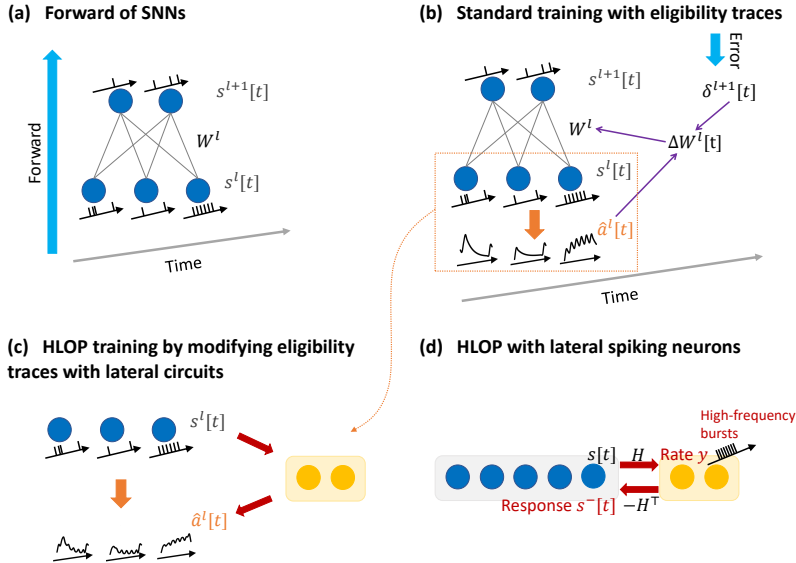 (a) Forward of SNNs
Forward
s^{l+1}[t]
W^l
s^l[t]
Time
(b) Standard training with eligibility traces
Error
s^{l+1}[t]
δ^{l+1}[t]
W^l
ΔW^l[t]
s^l[t]
â^l[t]
Time
(c) HLOP training by modifying eligibility
traces with lateral circuits
s^l[t]
â^l[t]
(d) HLOP with lateral spiking neurons
High-frequency
bursts
s[t] H Rate y
Response s^−[t] −H^⊤